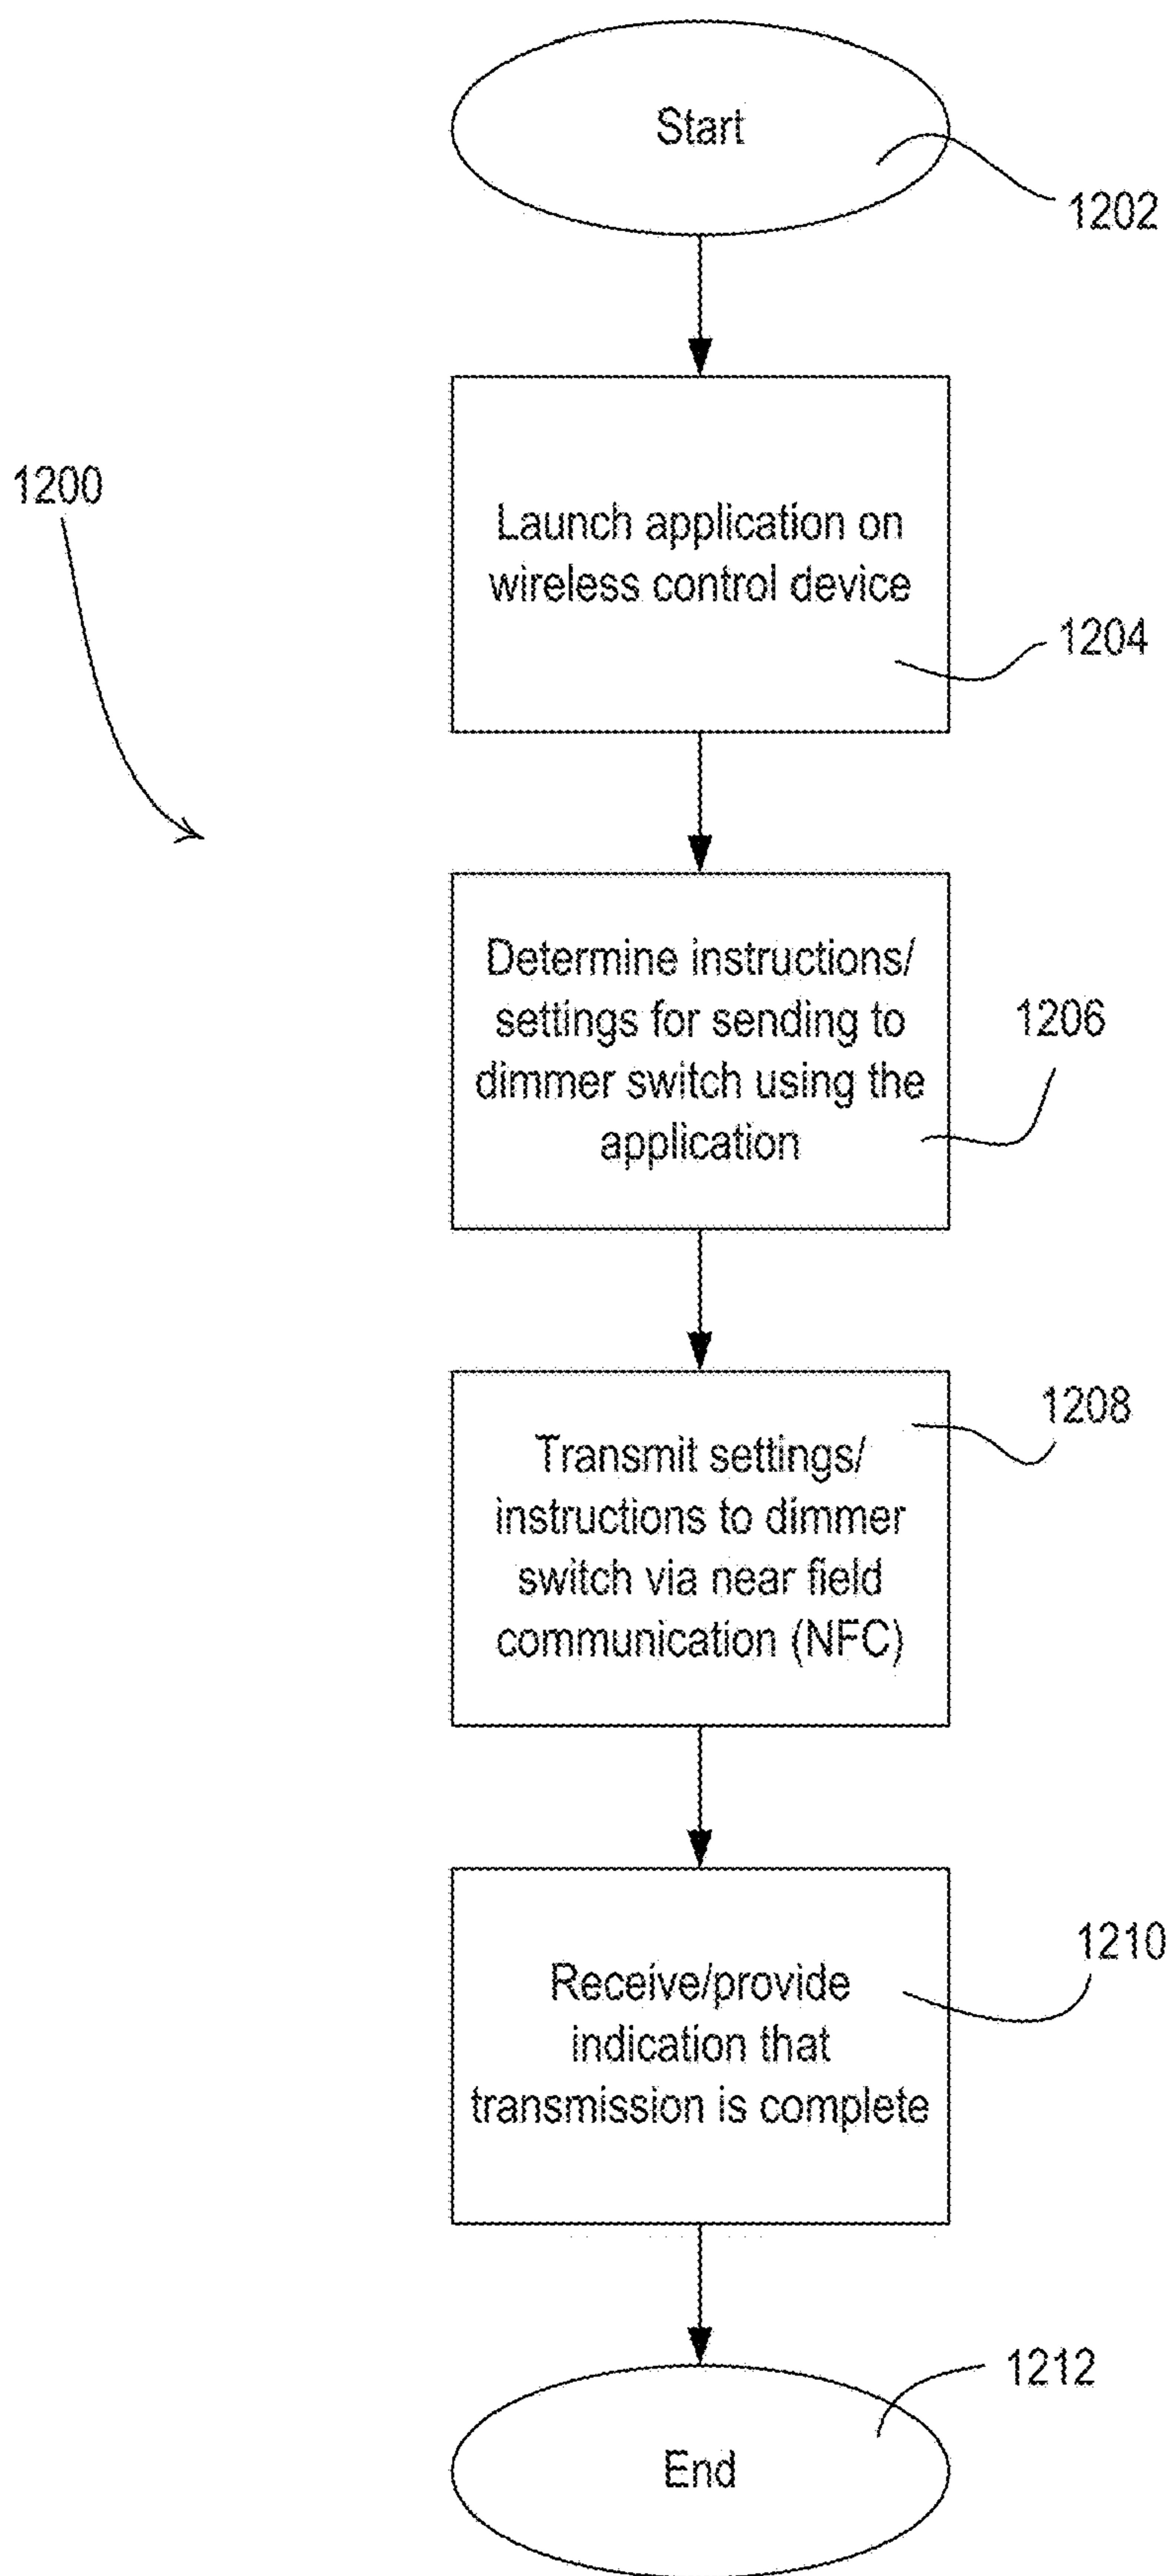 Start
1202
1200
Launch application on
wireless control device
1204
Determine instructions/
settings for sending to
dimmer switch using the
application
1206
1208
Transmit settings/
instructions to dimmer
switch via near field
communication (NFC)
1210
Receive/provide
indication that
transmission is complete
1212
End